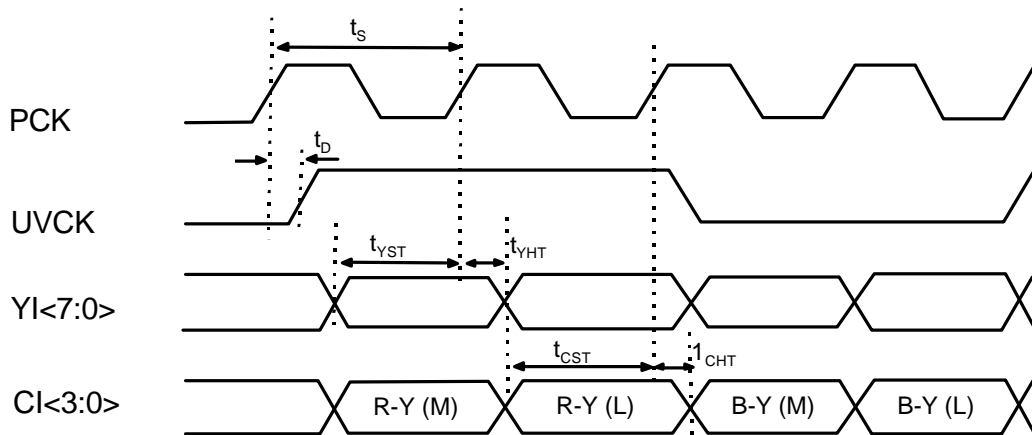 tS
PCK
tD
UVCK
tYST
tYHT
YI<7:0>
tCST
1CHT
CI<3:0>
R-Y (M)
R-Y (L)
B-Y (M)
B-Y (L)